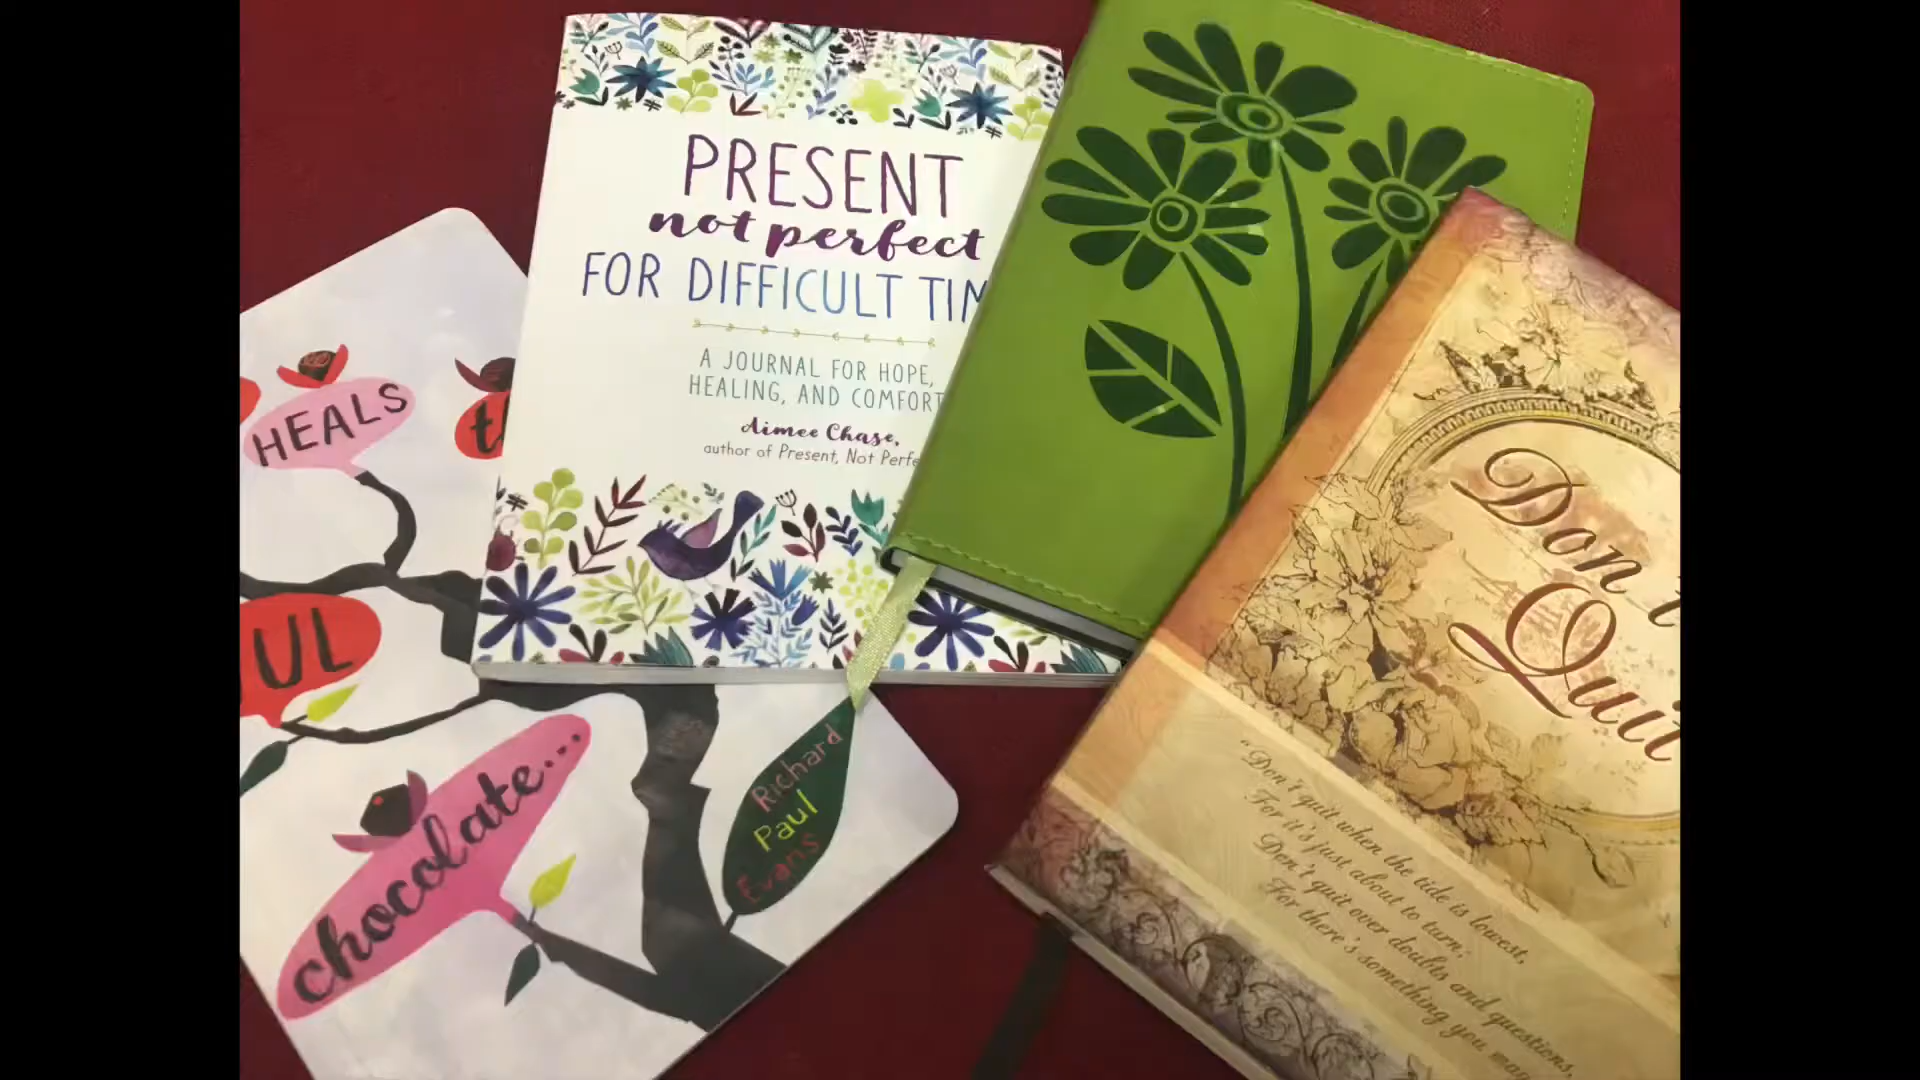 HEALS
UL
chocolate...
Richard
Paul
Evans
PRESENT
not perfect
FOR DIFFICULT TIM
A JOURNAL FOR HOPE,
HEALING, AND COMFORT
Aimee Chase,
author of Present, Not Perfe
Don't
Quit
"Don't quit when the tide is lowest,
For it's just about to turn;
Don't quit over doubts and questions,
For there's something you may